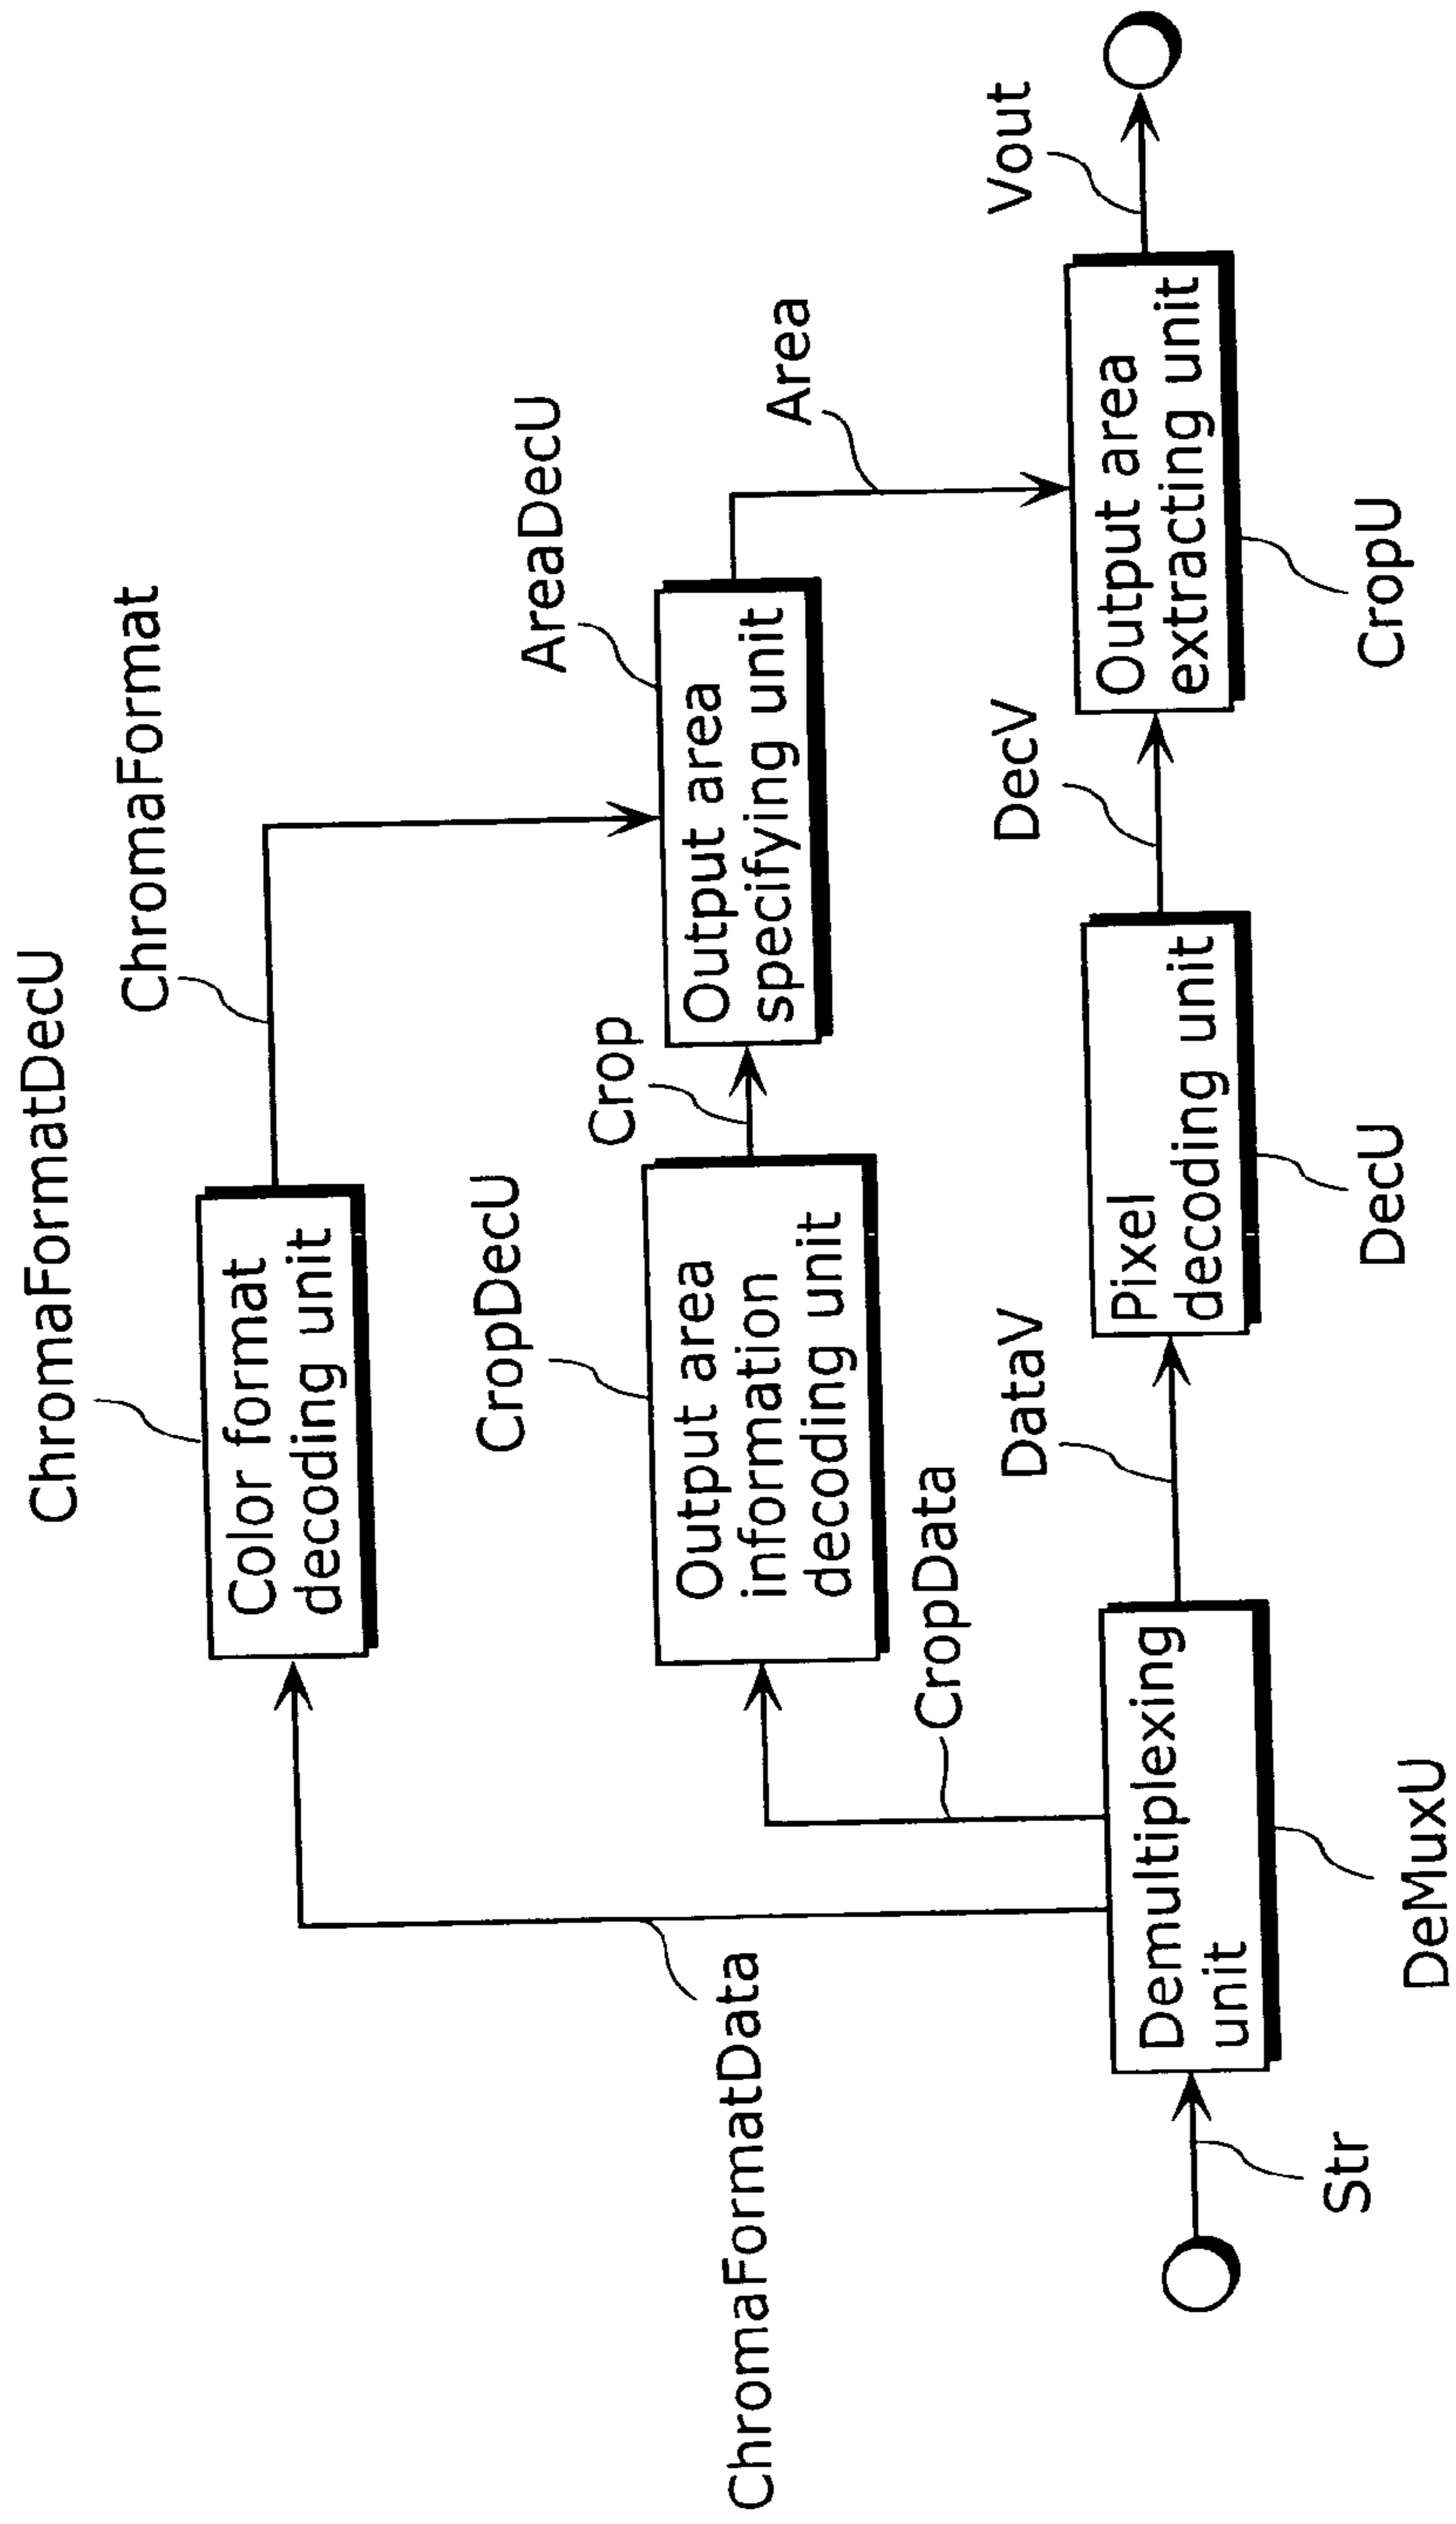 ChromaFormatDecU
ChromaFormat
Color format
decoding unit
CropDecU
AreaDecU
Crop
Output area
information
decoding unit
Output area
specifying unit
Area
ChromaFormatData
CropData
DataV
DecV
Vout
Str
Demultiplexing
unit
Pixel
decoding unit
Output area
extracting unit
DeMuxU
DecU
CropU